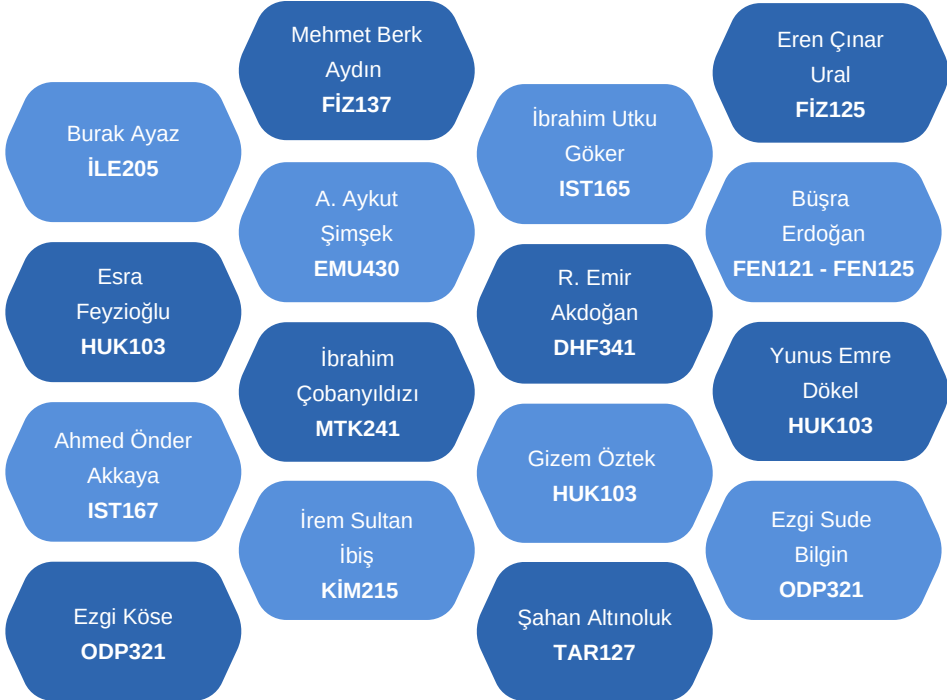 Mehmet Berk
Aydın
FİZ137
Eren Çınar
Ural
FİZ125
Burak Ayaz
İLE205
İbrahim Utku
Göker
IST165
A. Aykut
Şimşek
EMU430
Büşra
Erdoğan
FEN121 - FEN125
Esra
Feyzioğlu
HUK103
R. Emir
Akdoğan
DHF341
İbrahim
Çobanyıldızı
MTK241
Yunus Emre
Dökel
HUK103
Ahmed Önder
Akkaya
IST167
Gizem Öztek
HUK103
İrem Sultan
İbiş
KİM215
Ezgi Sude
Bilgin
ODP321
Ezgi Köse
ODP321
Şahan Altınoluk
TAR127